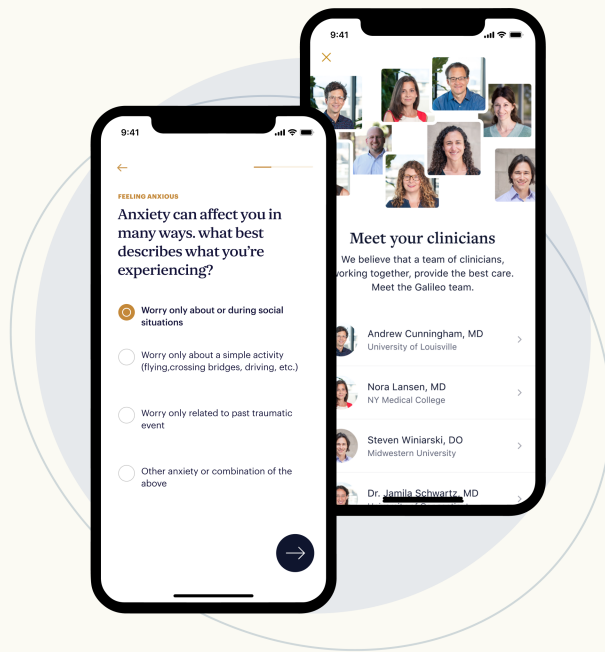 9:41
FEELING ANXIOUS
Anxiety can affect you in
many ways. what best
describes what you're
experiencing?
Worry only about or during social
situations
Worry only about a simple activity
(flying,crossing bridges, driving, etc.)
Worry only related to past traumatic
event
Other anxiety or combination of the
above
9:41
Meet your clinicians
We believe that a team of clinicians,
working together, provide the best care.
Meet the Galileo team.
Andrew Cunningham, MD
University of Louisville
Nora Lansen, MD
NY Medical College
Steven Winiarski, DO
Midwestern University
Dr. Jamila Schwartz, MD